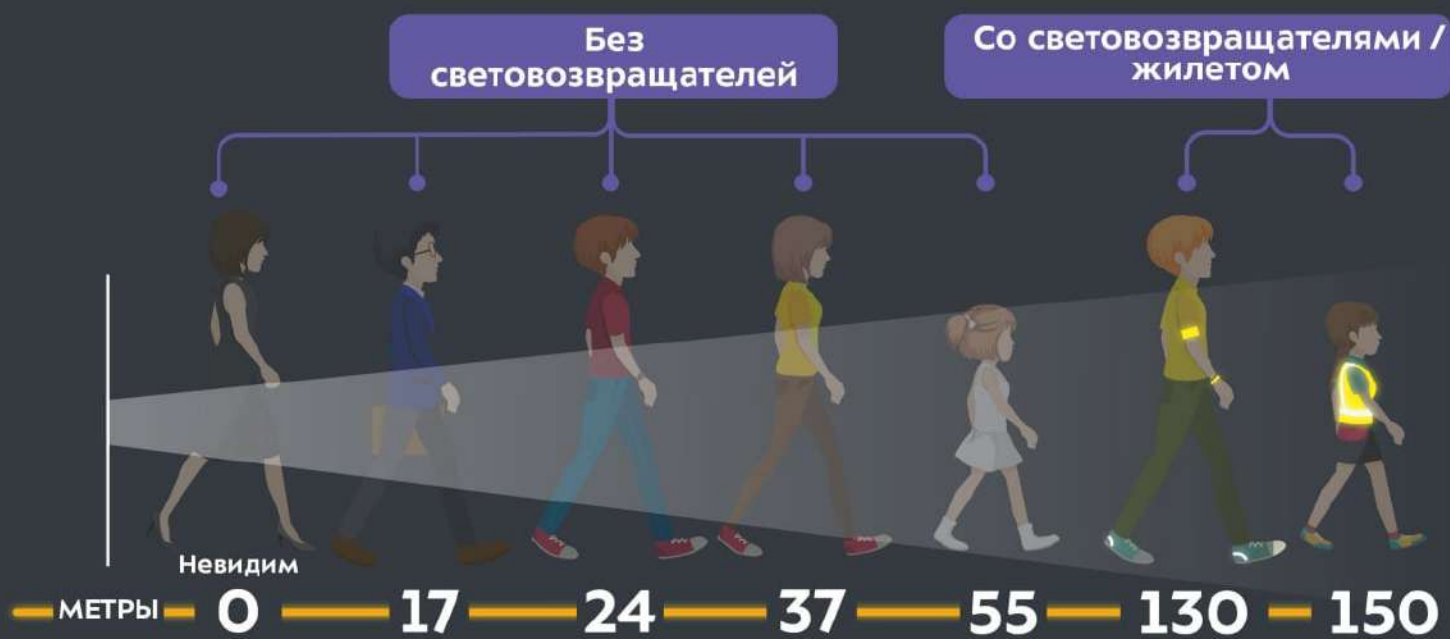 Без
световозвращателей
Со световозвращателями /
жилетом
Невидим
МЕТРЫ 0 17 24 37 55 130 150